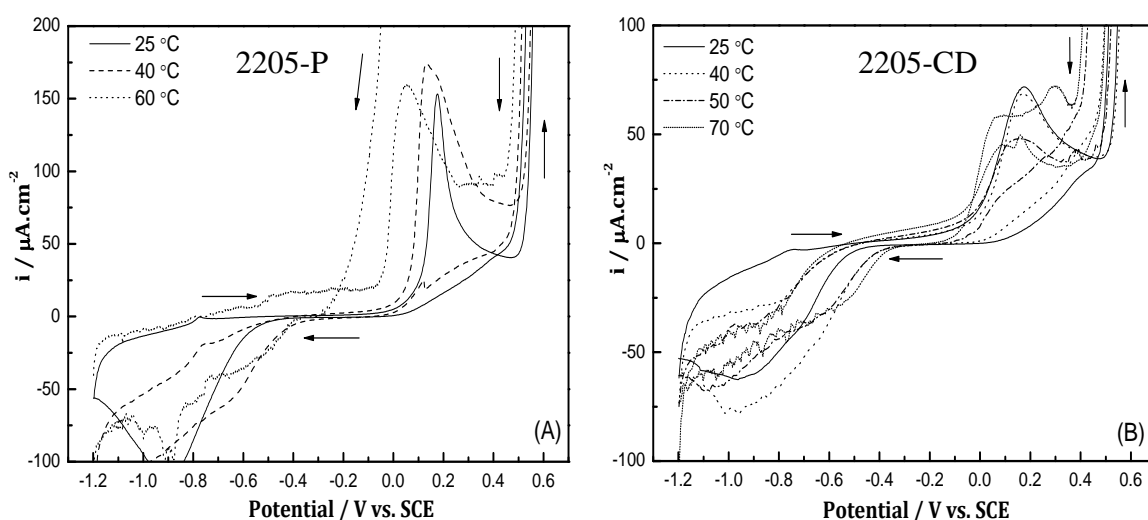 200
150
100
50
0
-50
-100
i / µA.cm⁻²
25 °C
40 °C
60 °C
2205-P
(A)
-1.2 -1.0 -0.8 -0.6 -0.4 -0.2 0.0 0.2 0.4 0.6
Potential / V vs. SCE
100
50
0
-50
-100
i / µA.cm⁻²
25 °C
40 °C
50 °C
70 °C
2205-CD
(B)
-1.2 -1.0 -0.8 -0.6 -0.4 -0.2 0.0 0.2 0.4 0.6
Potential / V vs. SCE